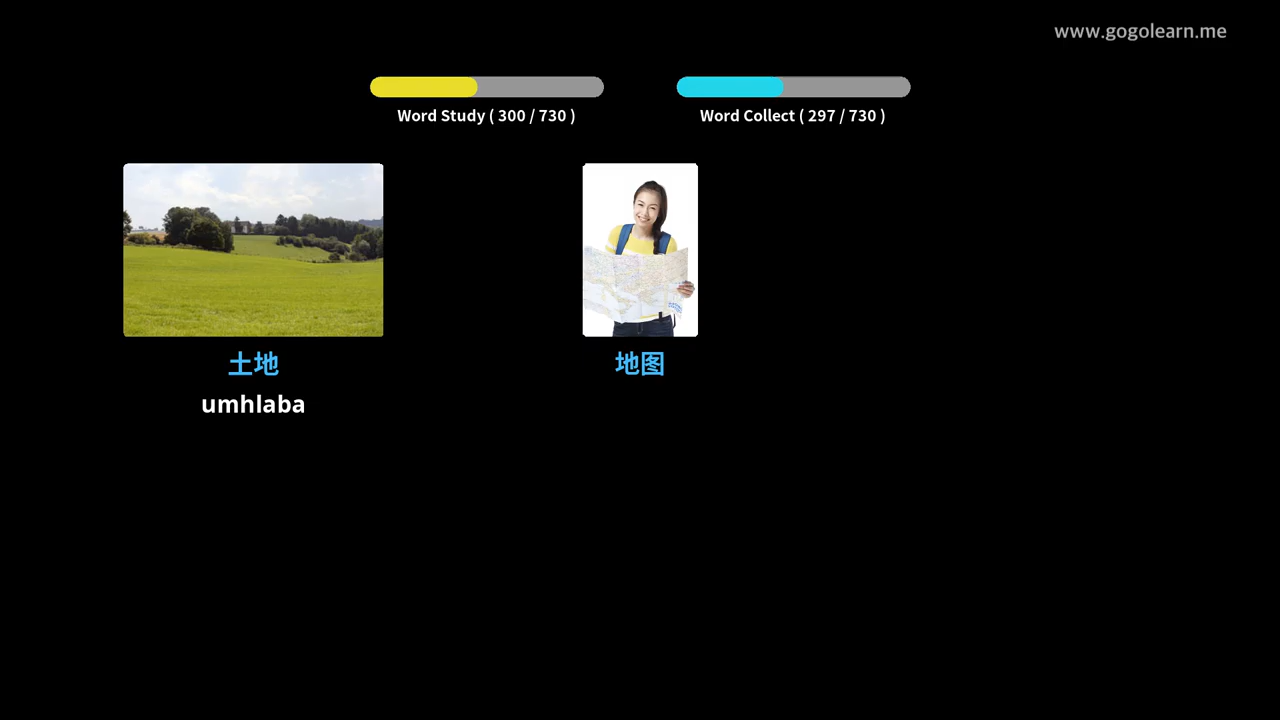 www.gogolearn.me
Word Study ( 300 / 730 )
Word Collect ( 297 / 730 )
土地
地图
umhlaba